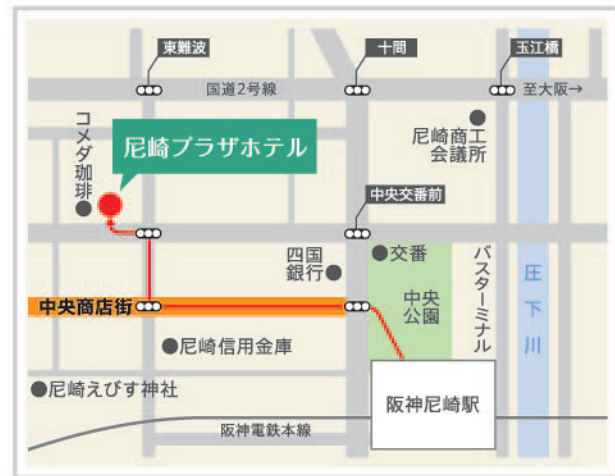 東難波
十間
玉江橋
国道2号線
至大阪→
コメダ珈琲
尼崎プラザホテル
尼崎商工
会議所
中央交番前
四国
銀行
交番
中央
公園
バスターミナル
圧下川
中央商店街
尼崎信用金庫
尼崎えびす神社
阪神尼崎駅
阪神電鉄本線